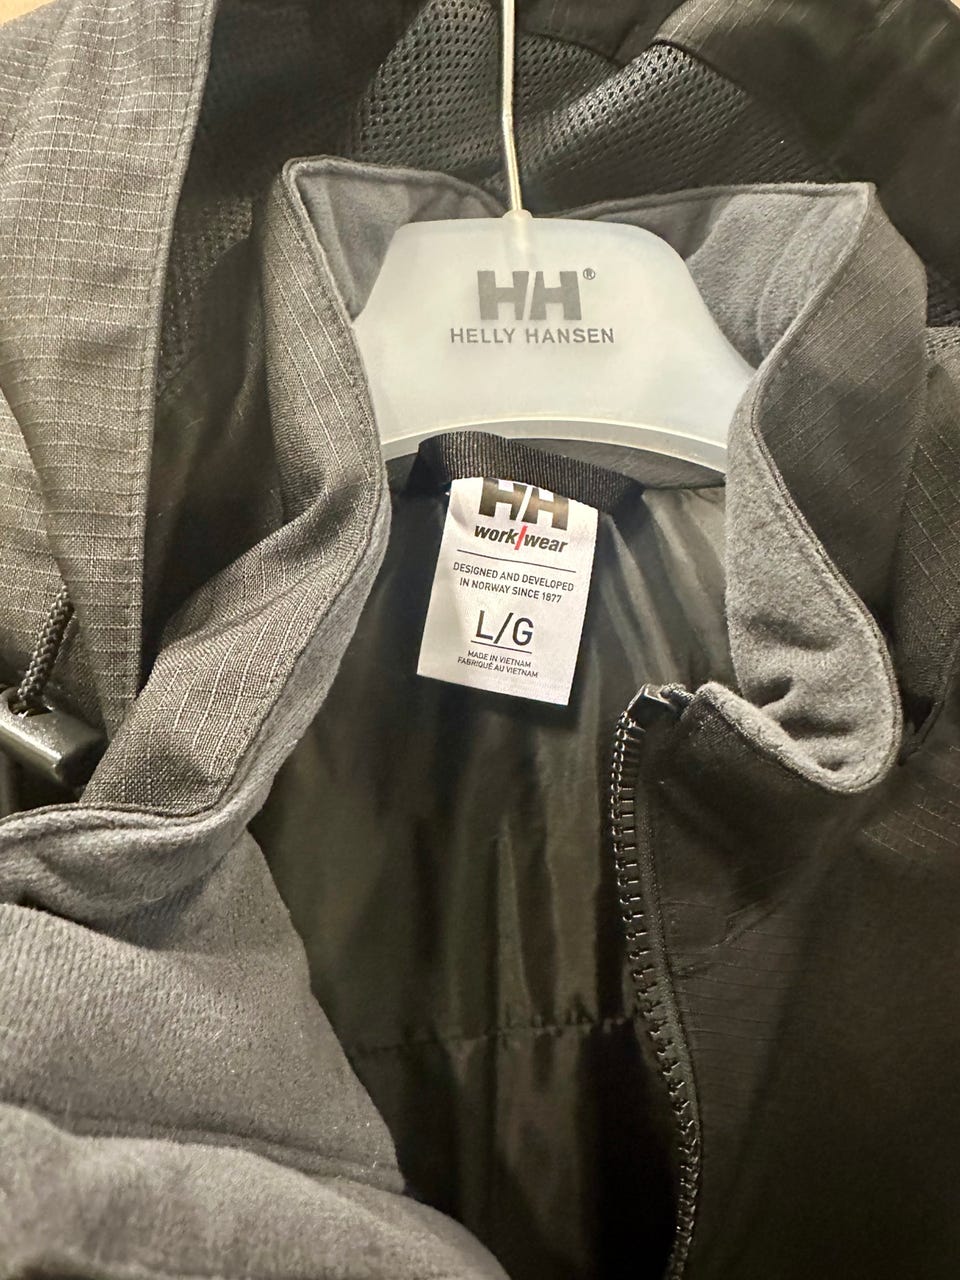 HH®
HELLY HANSEN
HH
work/wear
DESIGNED AND DEVELOPED
IN NORWAY SINCE 1877
L/G
MADE IN VIETNAM
FABRIQUÉ AU VIETNAM